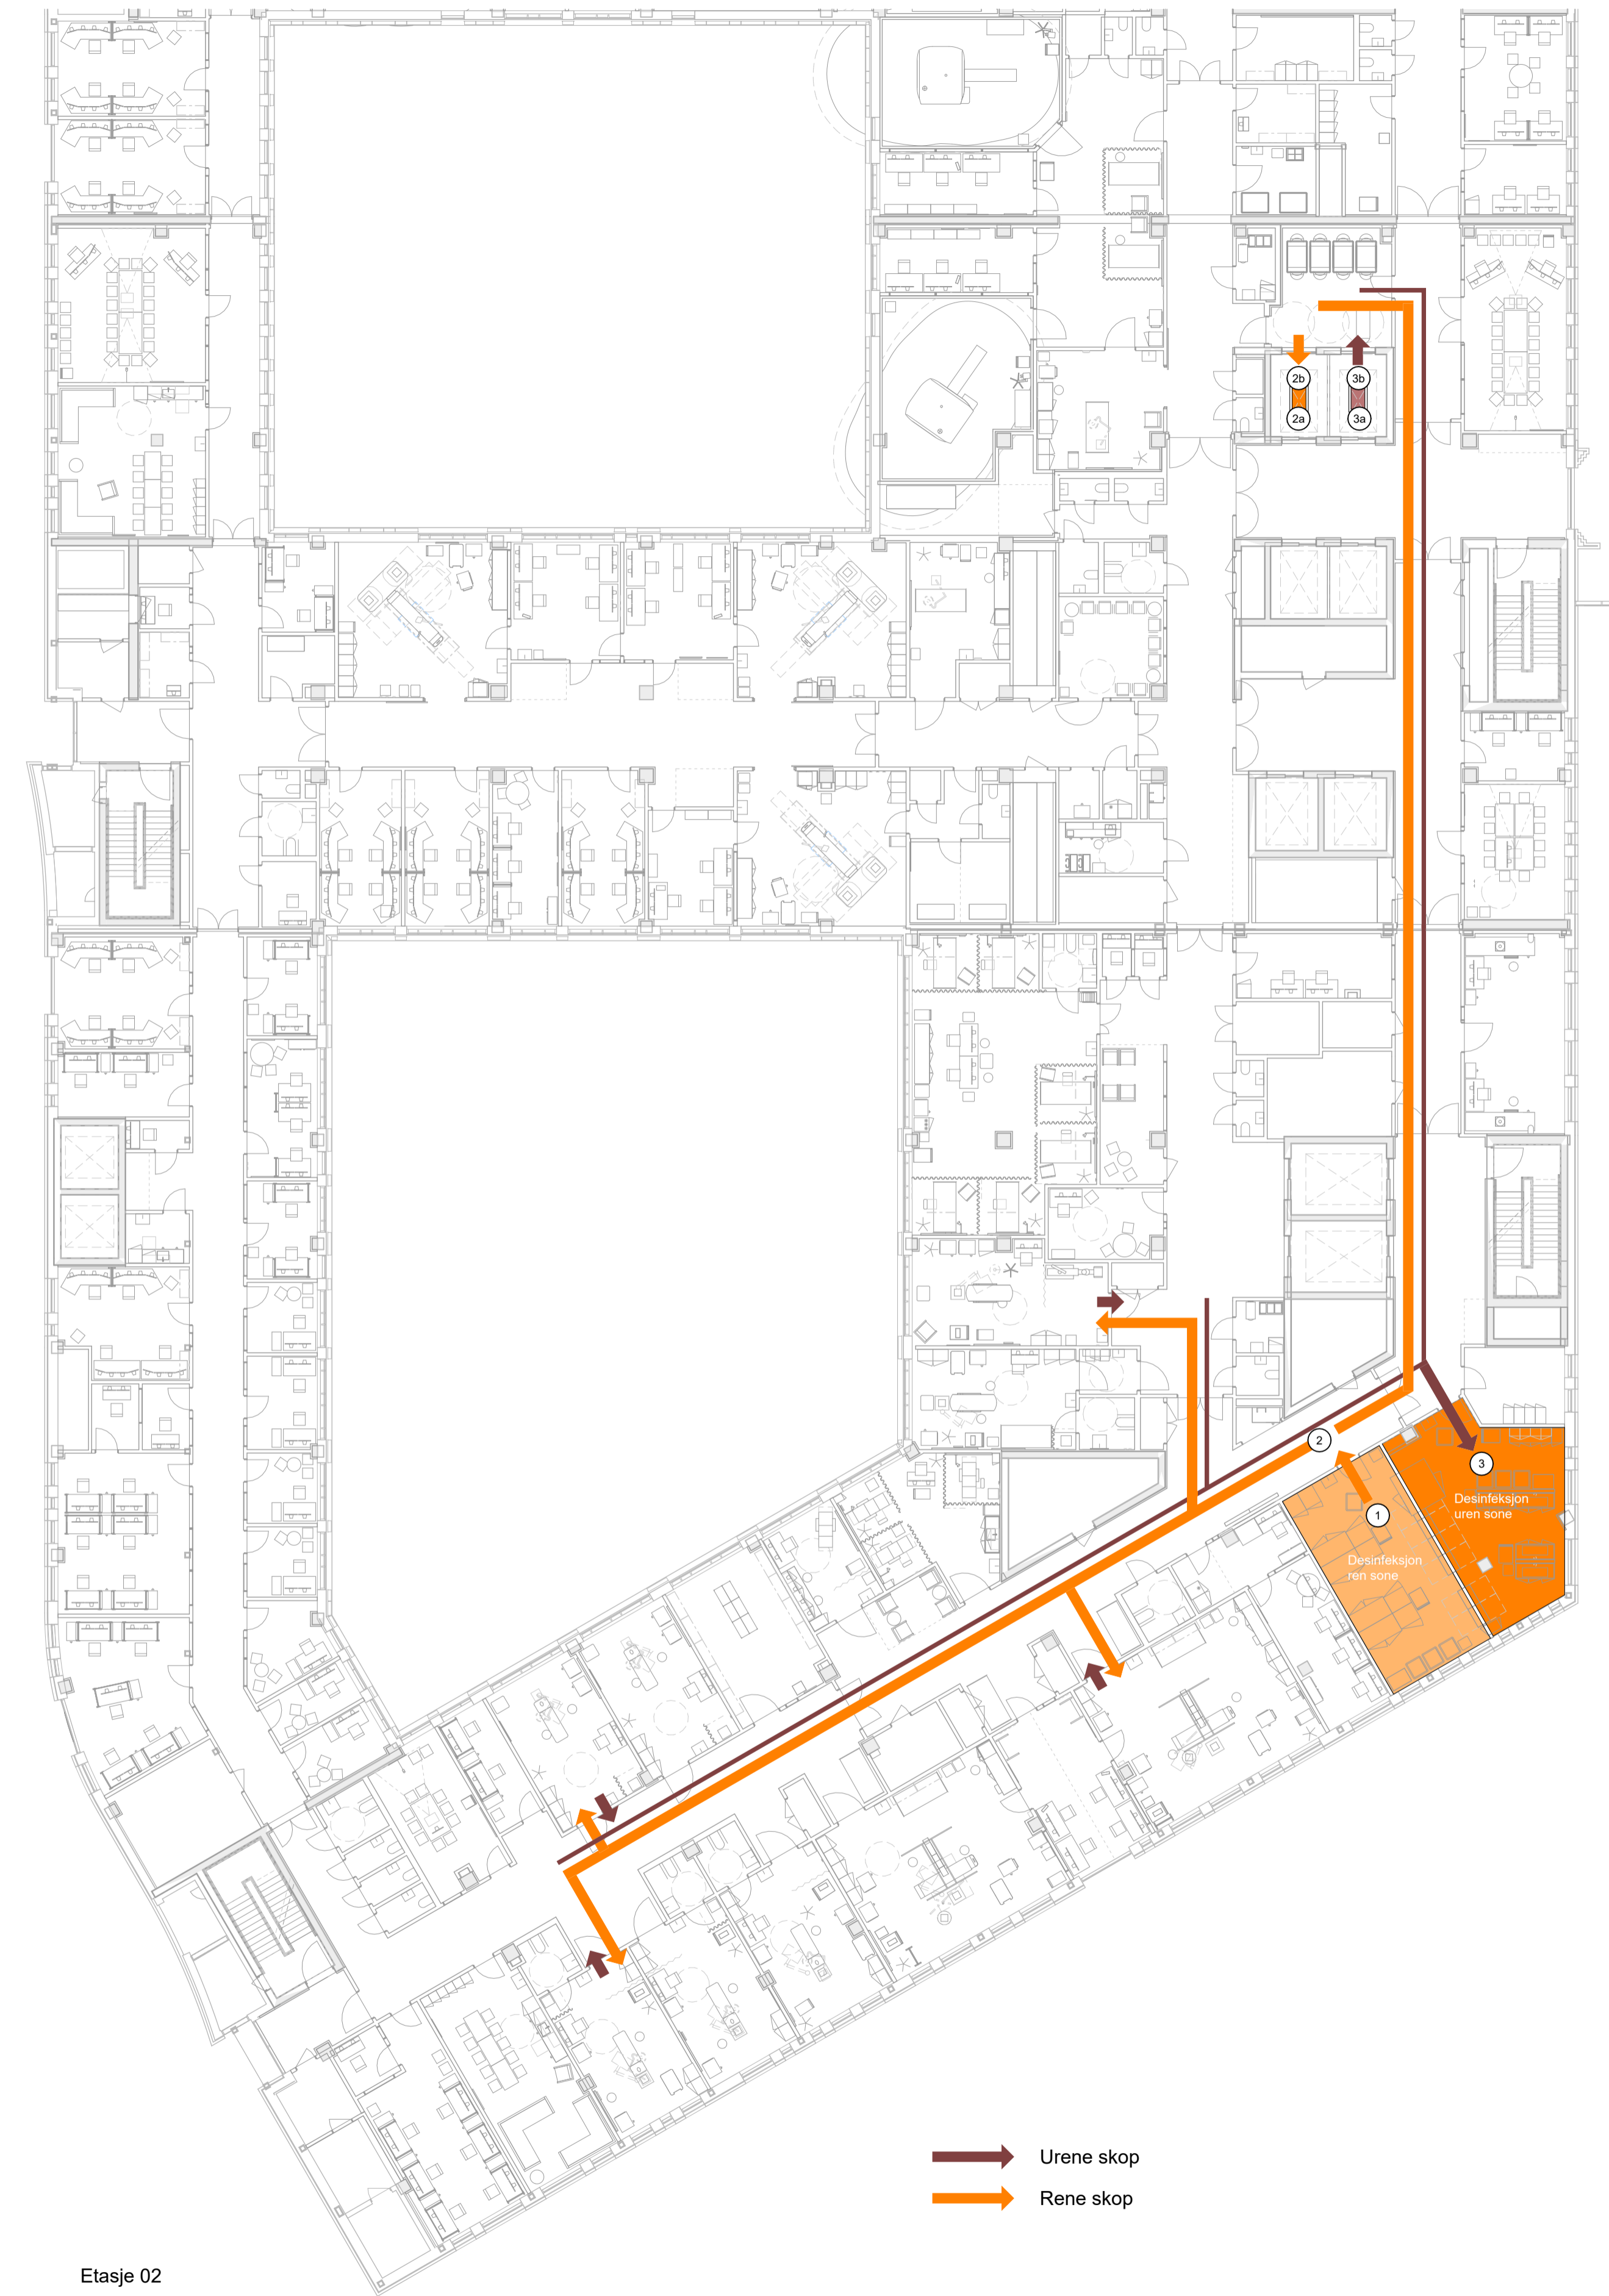 2b
3b
2a
3a
2
3
Desinfeksjon
uren sone
1
Desinfeksjon
ren sone
Urene skop
Rene skop
Etasje 02